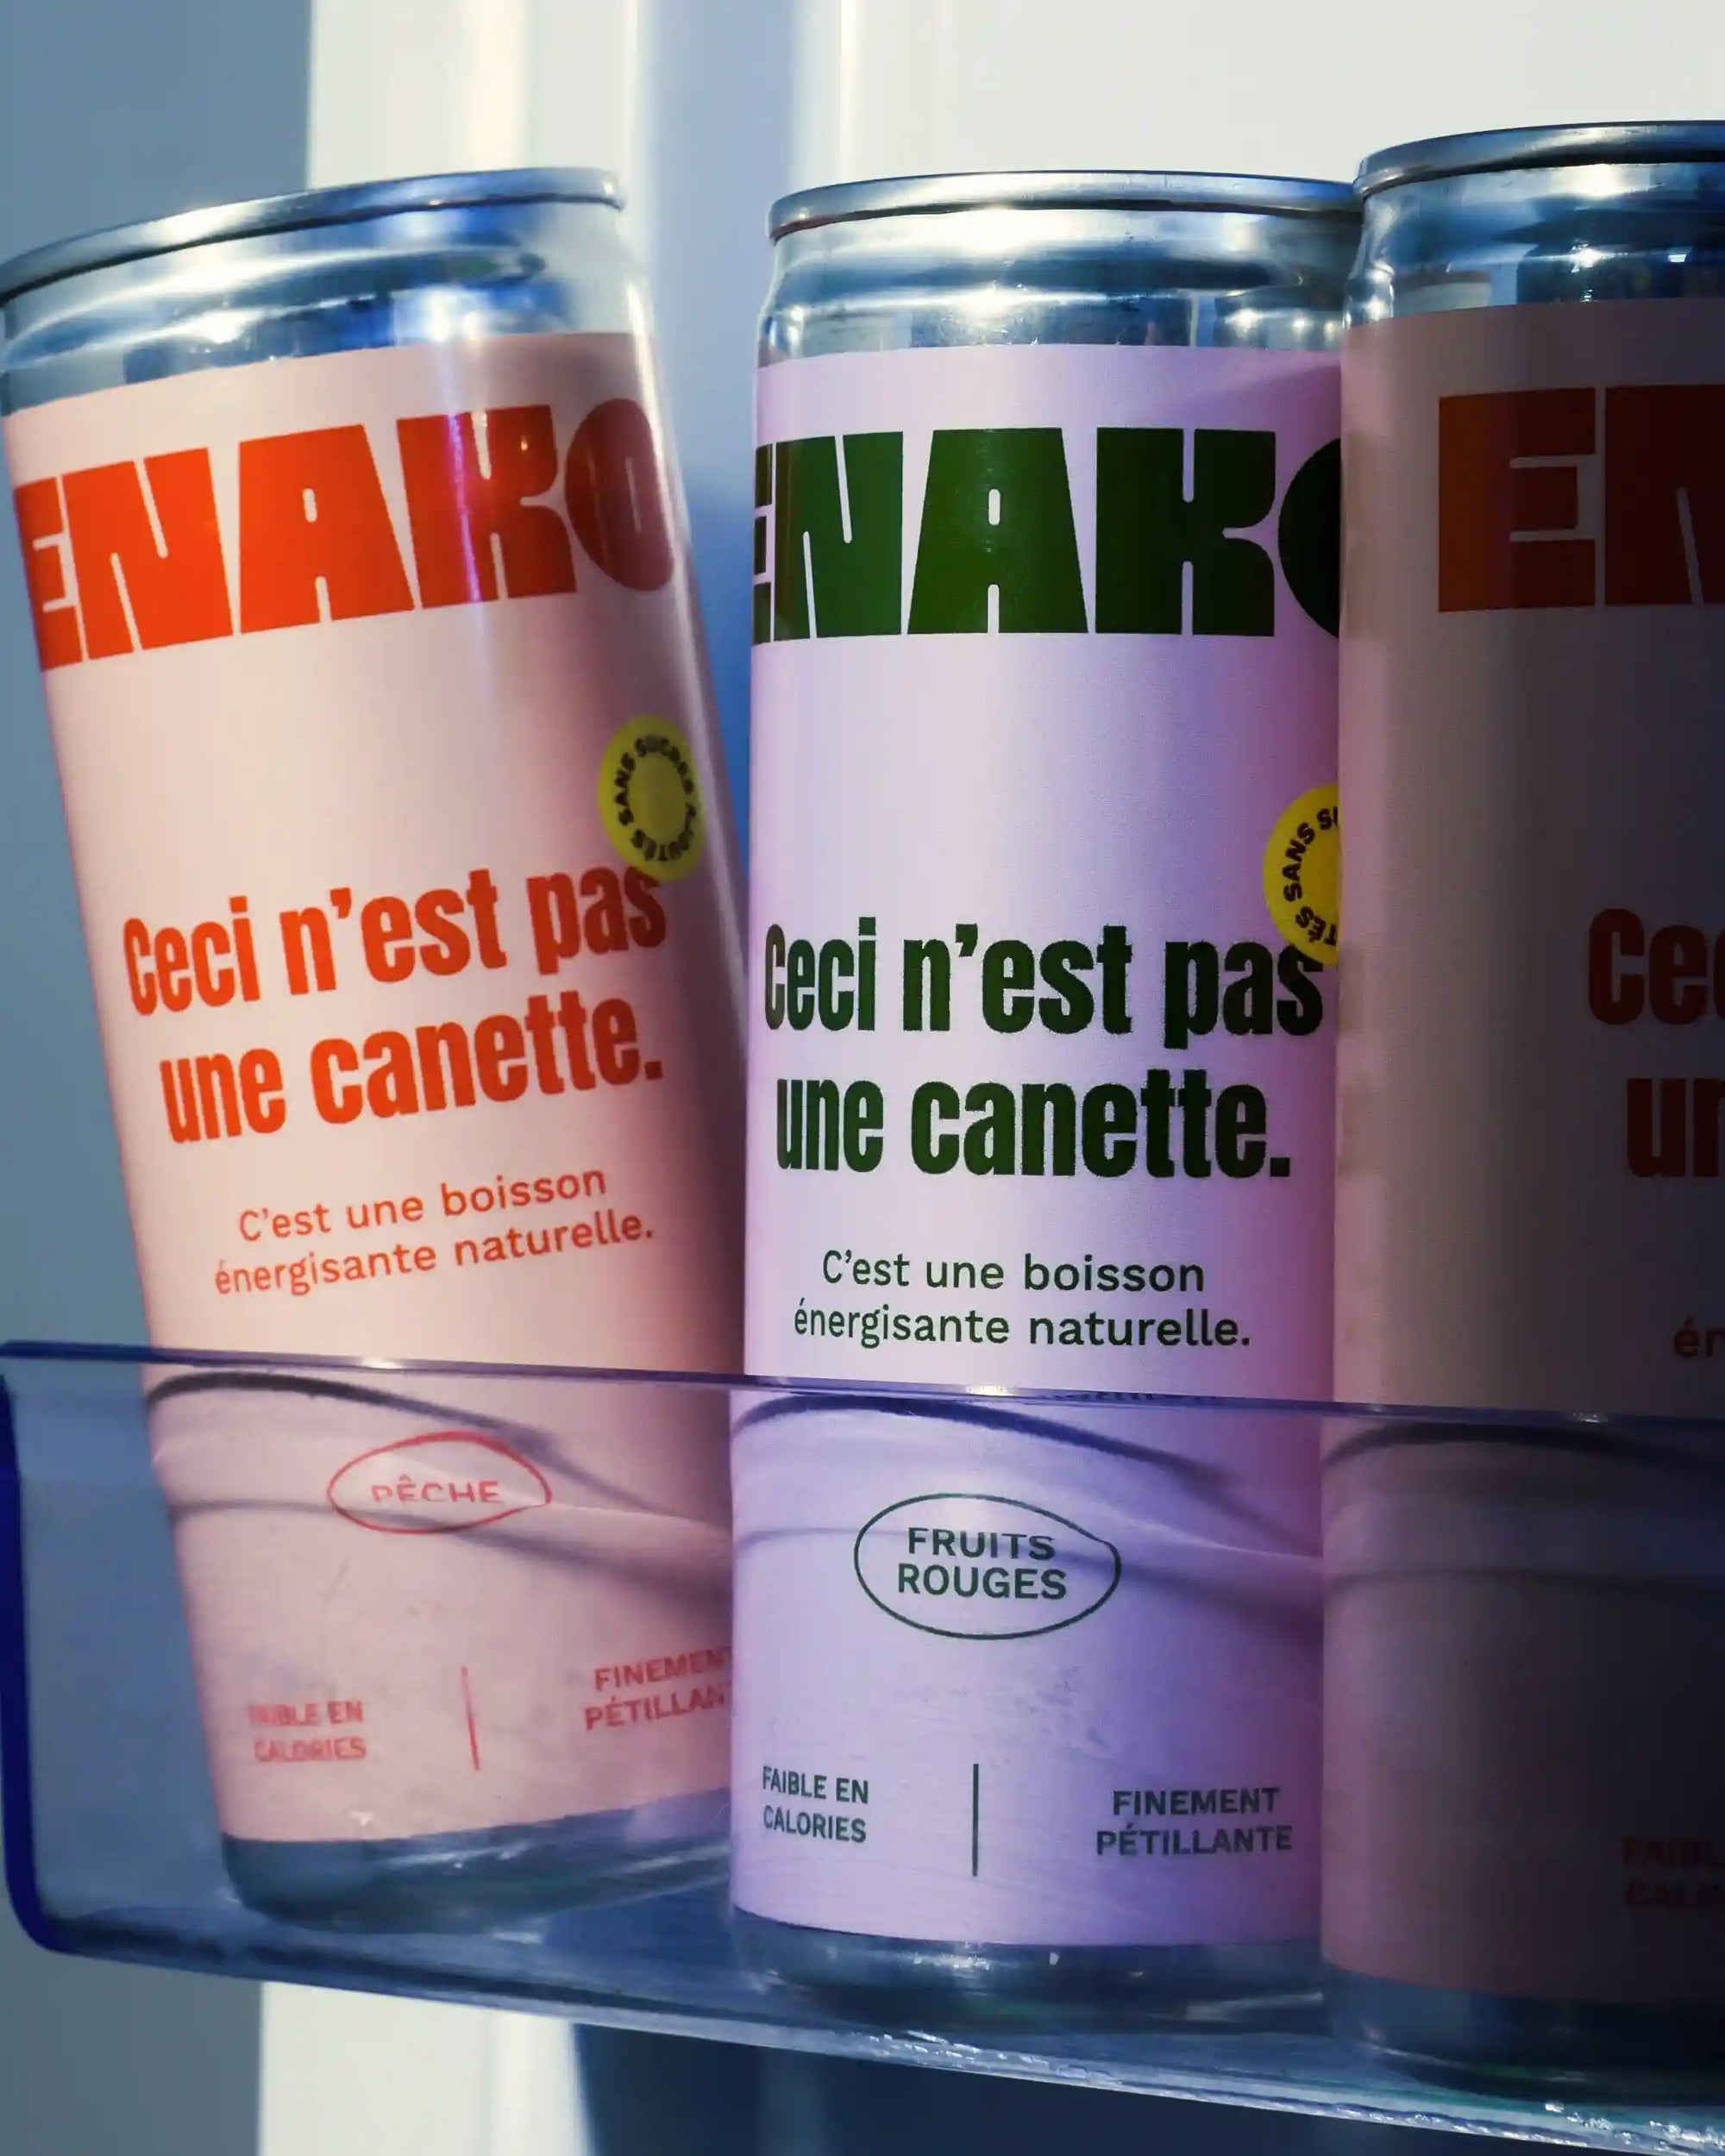 ENAKO
SANS SUCRES AJOUTÉS
Ceci n’est pas
une canette.
C’est une boisson
énergisante naturelle.
PÊCHE
FAIBLE EN
CALORIES
FINEMENT
PÉTILLANTE
ENAKO
SANS
Ceci n’est pas
une canette.
C’est une boisson
énergisante naturelle.
FRUITS
ROUGES
FAIBLE EN
CALORIES
FINEMENT
PÉTILLANTE